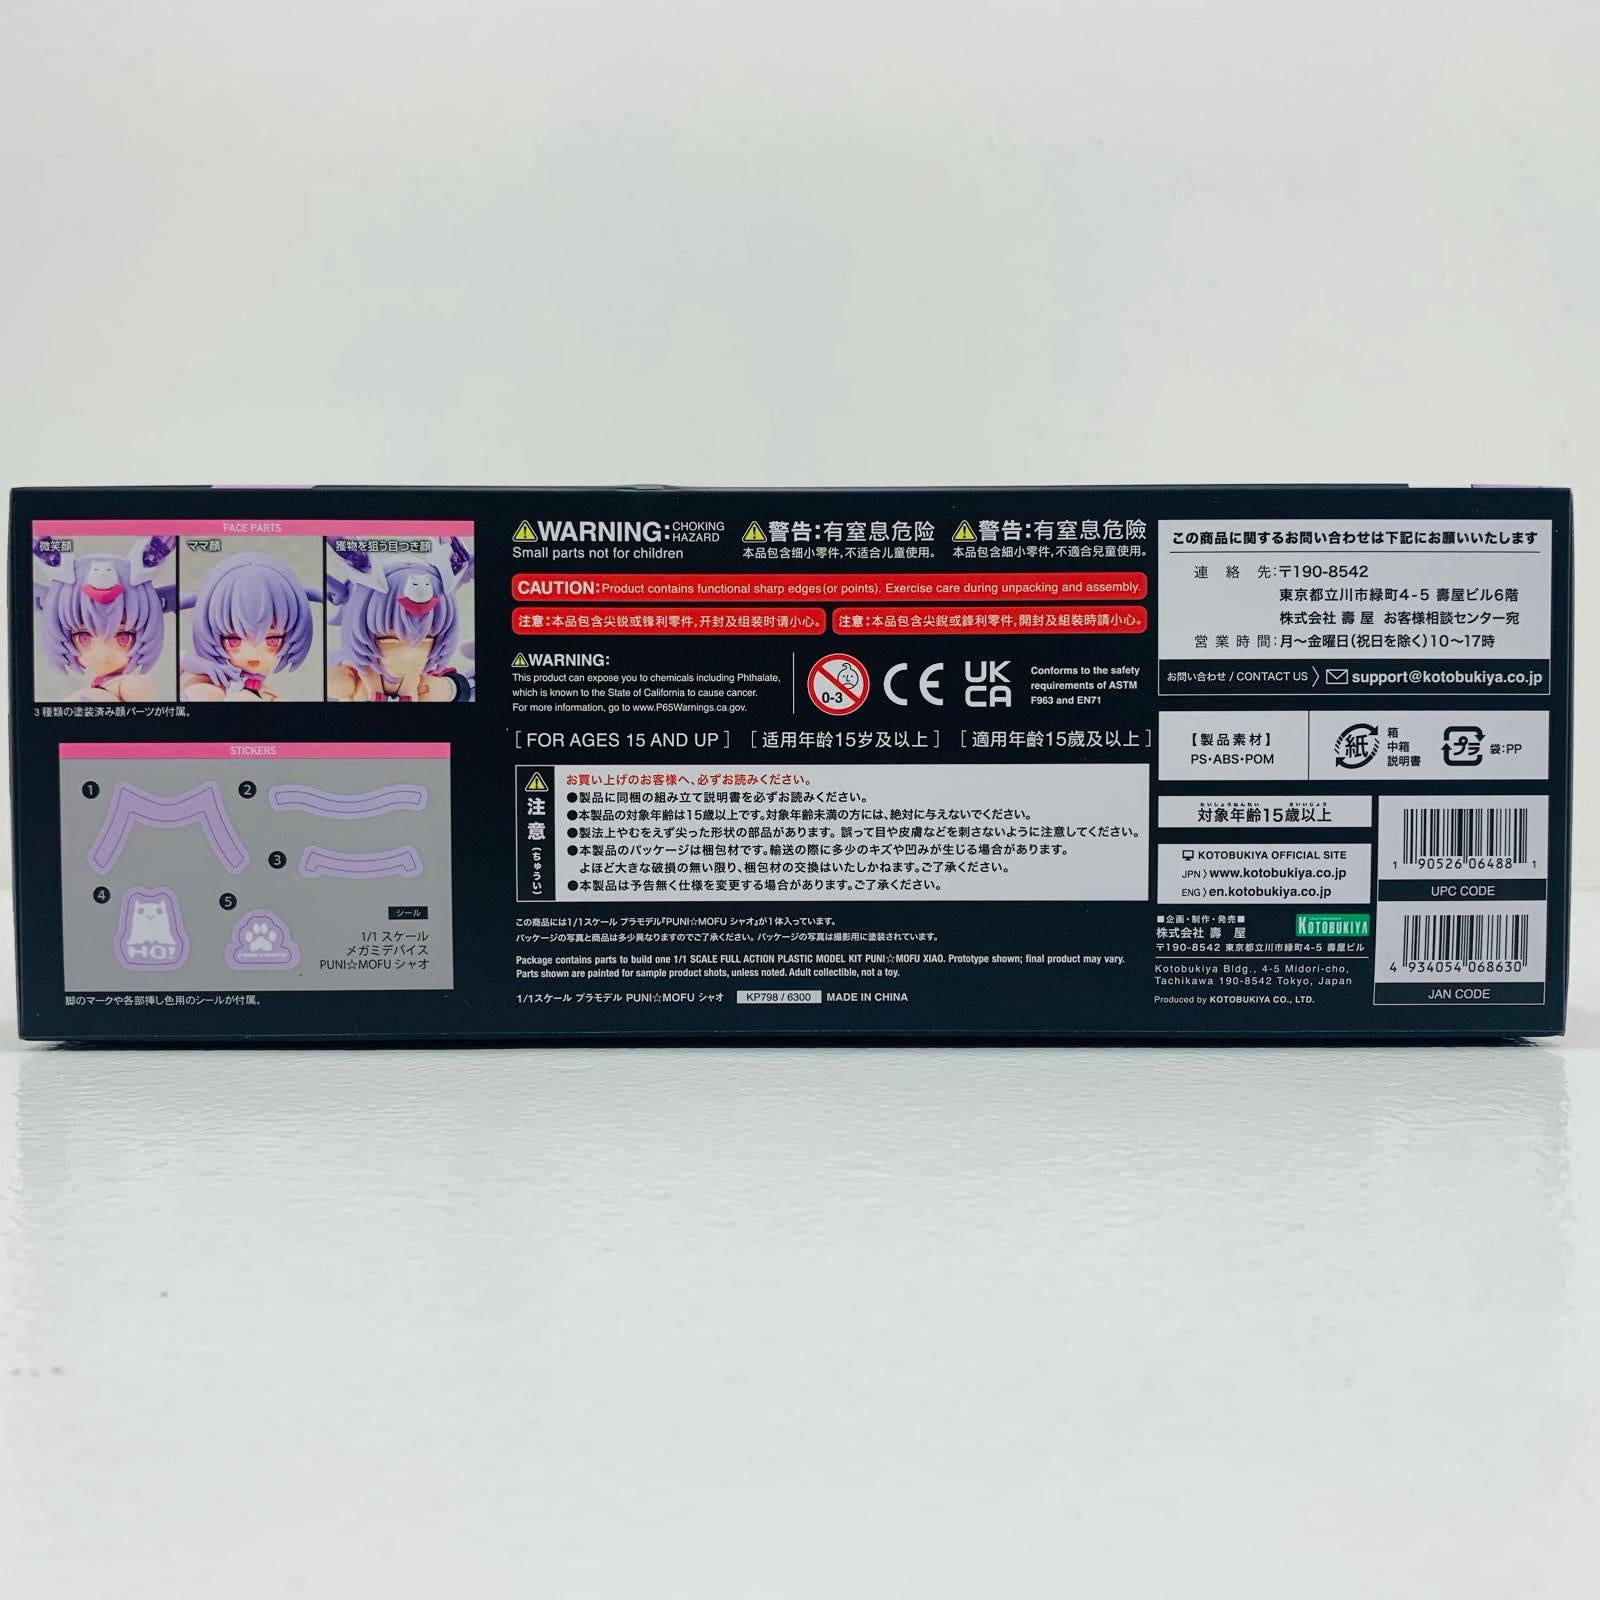 FACE PARTS
微笑顔
ママ顔
獲物を狙う目つき顔
3種類の塗装済み顔パーツが付属。
STICKERS
1
2
3
4
5
HO!
PUNI☆MOFU
シール
1/1 スケール
メガミデバイス
PUNI☆MOFU シャオ
脚のマークや各部挿し色用のシールが付属。
WARNING: CHOKING HAZARD
Small parts not for children
警告:有窒息危险
本品包含细小零件,不适合儿童使用。
警告:有窒息危險
本品包含細小零件,不適合兒童使用。
CAUTION: Product contains functional sharp edges (or points). Exercise care during unpacking and assembly.
注意:本品包含尖锐或锋利零件,开封及组装时请小心。
注意:本品包含尖銳或鋒利零件,開封及組裝時請小心。
WARNING:
This product can expose you to chemicals including Phthalate,
which is known to the State of California to cause cancer.
For more information, go to www.P65Warnings.ca.gov.
0-3
CE
UK
CA
Conforms to the safety
requirements of ASTM
F963 and EN71
[ FOR AGES 15 AND UP ]
[ 适用年龄15岁及以上 ]
[ 適用年齡15歲及以上 ]
注意(ちゅうい)
お買い上げのお客様へ、必ずお読みください。
●製品に同梱の組み立て説明書を必ずお読みください。
●本製品の対象年齢は15歳以上です。対象年齢未満の方には、絶対に与えないでください。
●製法上やむをえず尖った形状の部品があります。誤って目や皮膚などを刺さないように注意してください。
●本製品のパッケージは梱包材です。輸送の際に多少のキズや凹みが生じる場合があります。
よほど大きな破損の無い限り、梱包材の交換はいたしかねます。ご了承ください。
●本製品は予告無く仕様を変更する場合があります。ご了承ください。
この商品には1/1スケール プラモデル『PUNI☆MOFU シャオ』が1体入っています。
パッケージの写真と商品は多少異なりますのでご了承ください。パッケージの写真は撮影用に塗装されています。
Package contains parts to build one 1/1 SCALE FULL ACTION PLASTIC MODEL KIT PUNI☆MOFU XIAO. Prototype shown; final product may vary.
Parts shown are painted for sample product shots, unless noted. Adult collectible, not a toy.
1/1スケール プラモデル PUNI☆MOFU シャオ
KP798 / 6300
MADE IN CHINA
この商品に関するお問い合わせは下記にお願いいたします
連絡先:〒190-8542
東京都立川市緑町4-5 壽屋ビル6階
株式会社 壽屋 お客様相談センター宛
営業時間:月〜金曜日(祝日を除く)10〜17時
お問い合わせ / CONTACT US 〉 support@kotobukiya.co.jp
【製品素材】
PS・ABS・POM
紙
箱
中箱
説明書
プラ
袋:PP
たいしょうねんれい さいいじょう
対象年齢15歳以上
KOTOBUKIYA OFFICIAL SITE
JPN 〉www.kotobukiya.co.jp
ENG 〉en.kotobukiya.co.jp
■企画・制作・発売■
株式会社 壽屋
KOTOBUKIYA
〒190-8542 東京都立川市緑町4-5 壽屋ビル
Kotobukiya Bldg., 4-5 Midori-cho,
Tachikawa 190-8542 Tokyo, Japan
Produced by KOTOBUKIYA CO., LTD.
1 90526 06488 1
UPC CODE
4 934054 068630
JAN CODE